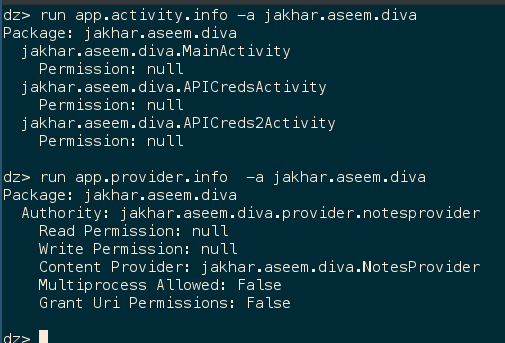 dz> run app.activity.info -a jakhar.aseem.diva
Package: jakhar.aseem.diva
  jakhar.aseem.diva.MainActivity
    Permission: null
  jakhar.aseem.diva.APICredsActivity
    Permission: null
  jakhar.aseem.diva.APICreds2Activity
    Permission: null

dz> run app.provider.info  -a jakhar.aseem.diva
Package: jakhar.aseem.diva
  Authority: jakhar.aseem.diva.provider.notesprovider
    Read Permission: null
    Write Permission: null
    Content Provider: jakhar.aseem.diva.NotesProvider
    Multiprocess Allowed: False
    Grant Uri Permissions: False

dz>